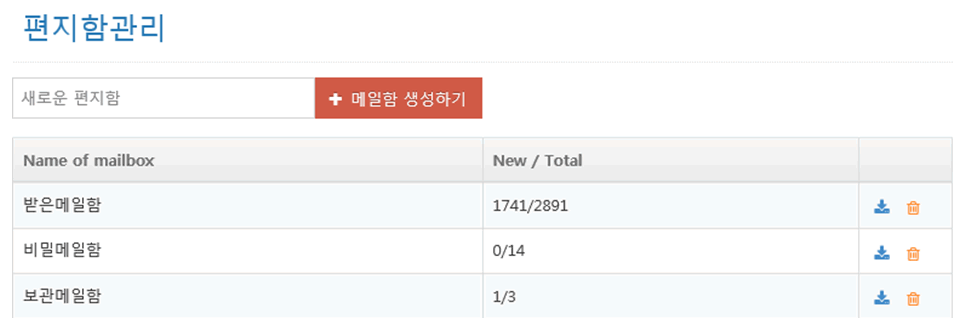 편지함관리
새로운 편지함 메일함 생성하기
Name of mailbox New / Total
받은메일함 1741/2891
비밀메일함 0/14
보관메일함 1/3